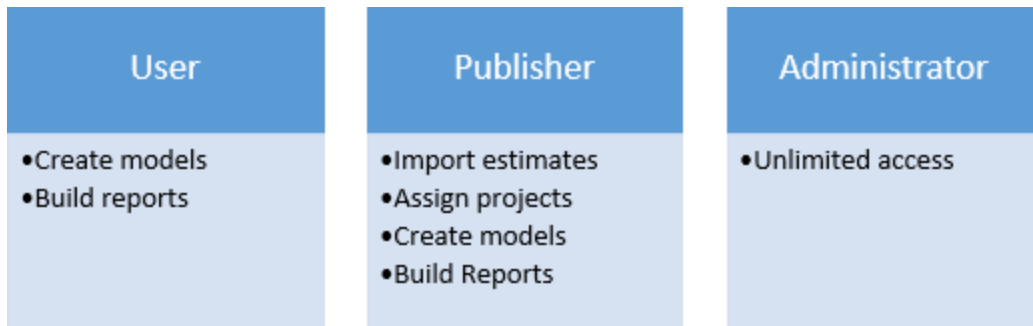 User
•Create models
•Build reports
Publisher
•Import estimates
•Assign projects
•Create models
•Build Reports
Administrator
•Unlimited access